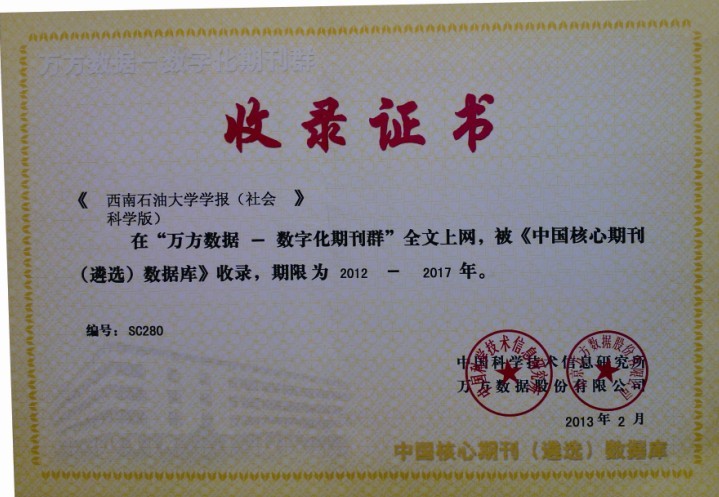 万方数据－数字化期刊群
收录证书
《 西南石油大学学报（社会 》
科学版）
在“万方数据 － 数字化期刊群”全文上网，被《中国核心期刊
（遴选）数据库》收录，期限为 2012 － 2017 年。
编号：SC280
中国科学技术信息研究所
万方数据股份有限公司
2013 年 2 月
中国核心期刊（遴选）数据库